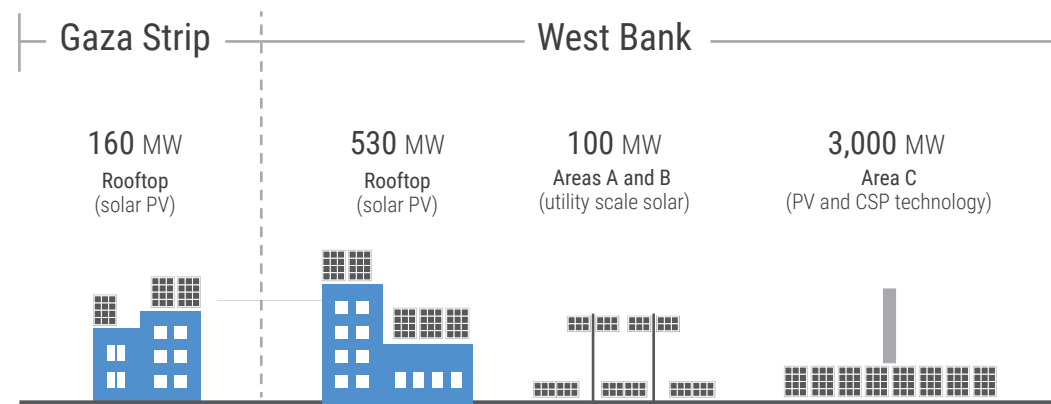 Gaza Strip
West Bank
160 MW
Rooftop
(solar PV)
530 MW
Rooftop
(solar PV)
100 MW
Areas A and B
(utility scale solar)
3,000 MW
Area C
(PV and CSP technology)